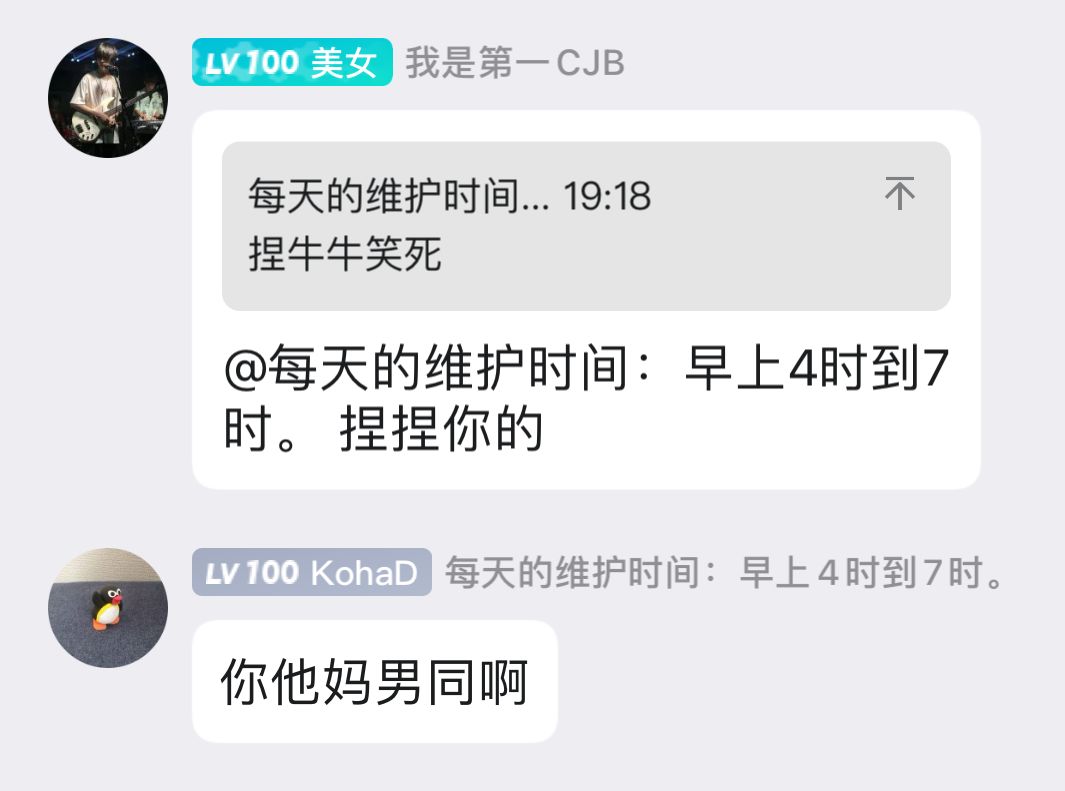 LV 100 美女 我是第一CJB
每天的维护时间... 19:18
捏牛牛笑死
@每天的维护时间：早上4时到7
时。 捏捏你的
LV 100 KohaD 每天的维护时间：早上4时到7时。
你他妈男同啊